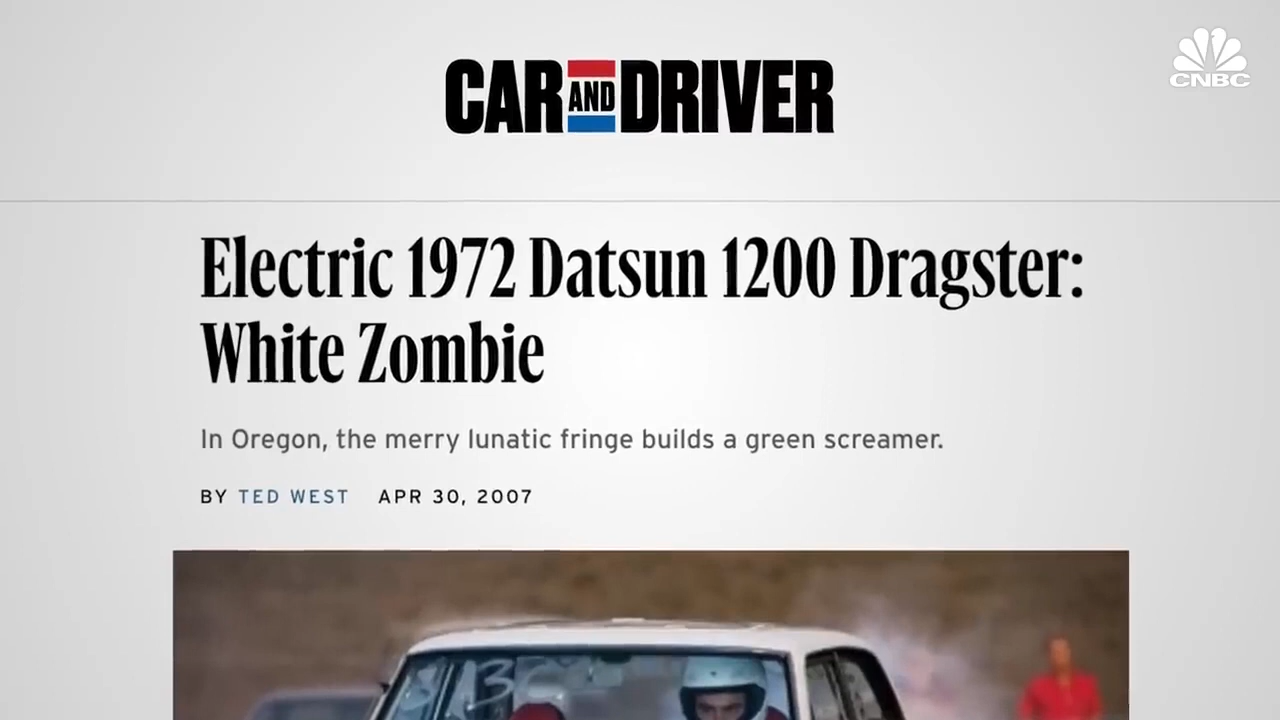 CAR AND DRIVER
CNBC
Electric 1972 Datsun 1200 Dragster:
White Zombie
In Oregon, the merry lunatic fringe builds a green screamer.
BY TED WEST APR 30, 2007